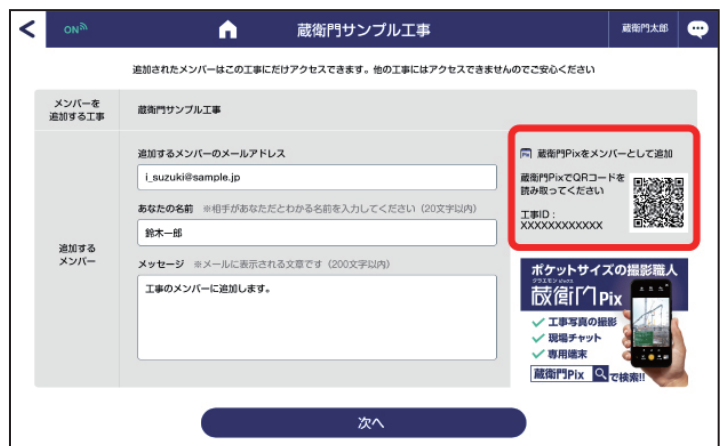 ON
蔵衛門サンプル工事
蔵衛門太郎
追加されたメンバーはこの工事にだけアクセスできます。他の工事にはアクセスできませんのでご安心ください
メンバーを
追加する工事
蔵衛門サンプル工事
追加する
メンバー
追加するメンバーのメールアドレス
i_suzuki@sample.jp
あなたの名前 ※相手があなただとわかる名前を入力してください（20文字以内）
鈴木一郎
メッセージ ※メールに表示される文章です（200文字以内）
工事のメンバーに追加します。
蔵衛門Pixをメンバーとして追加
蔵衛門PixでQRコードを
読み取ってください
工事ID：
XXXXXXXXXXXX
ポケットサイズの撮影職人
蔵衛門Pix
工事写真の撮影
現場チャット
専用端末
蔵衛門Pix で検索!!
次へ